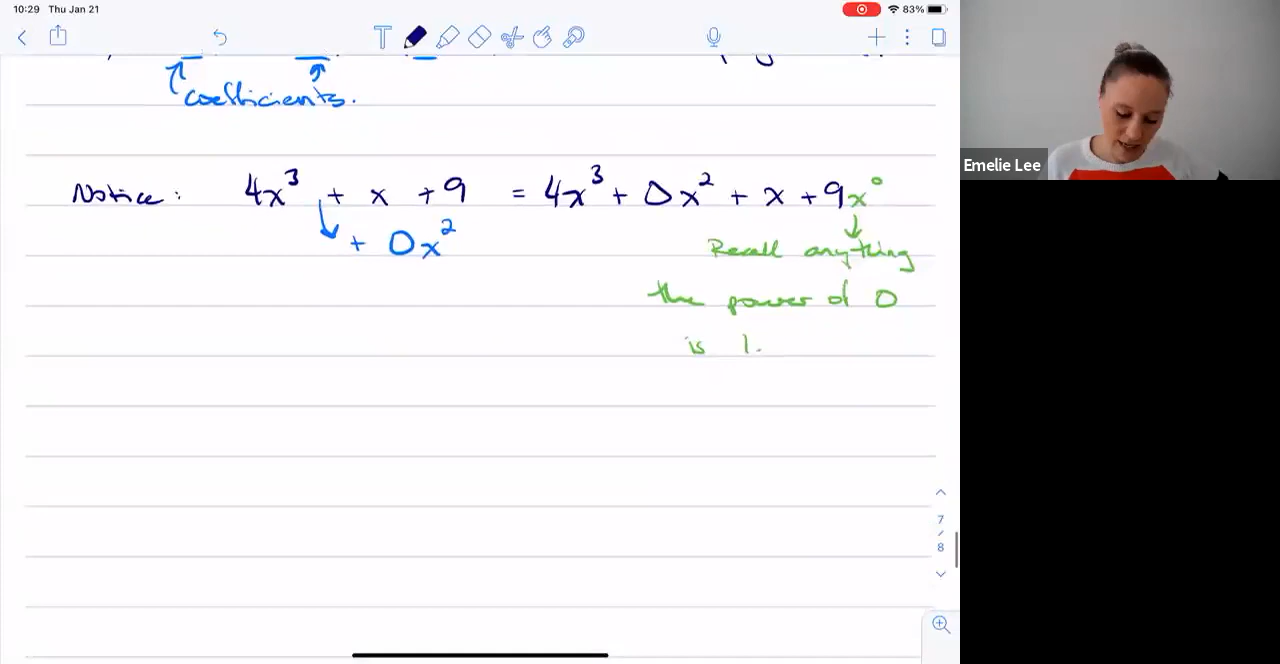 10:29 Thu Jan 21
83%
T
coefficients.
Emelie Lee
Notice : 4x³ + x + 9 = 4x³ + 0x² + x + 9x⁰
+ 0x²
Recall anything
the power of 0
is 1.
7
/
8